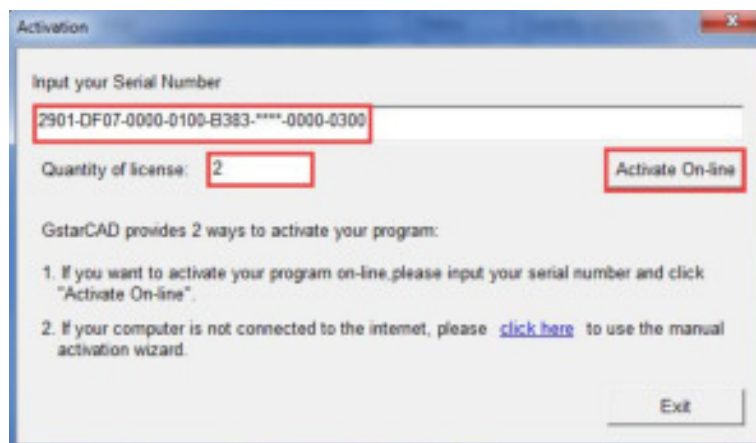 Activation
Input your Serial Number
2901-DF07-0000-0100-B383-****-0000-0300
Quantity of license: 2 Activate On-line
GstarCAD provides 2 ways to activate your program:
1. If you want to activate your program on-line,please input your serial number and click
"Activate On-line".
2. If your computer is not connected to the internet, please click here to use the manual
activation wizard.
Exit